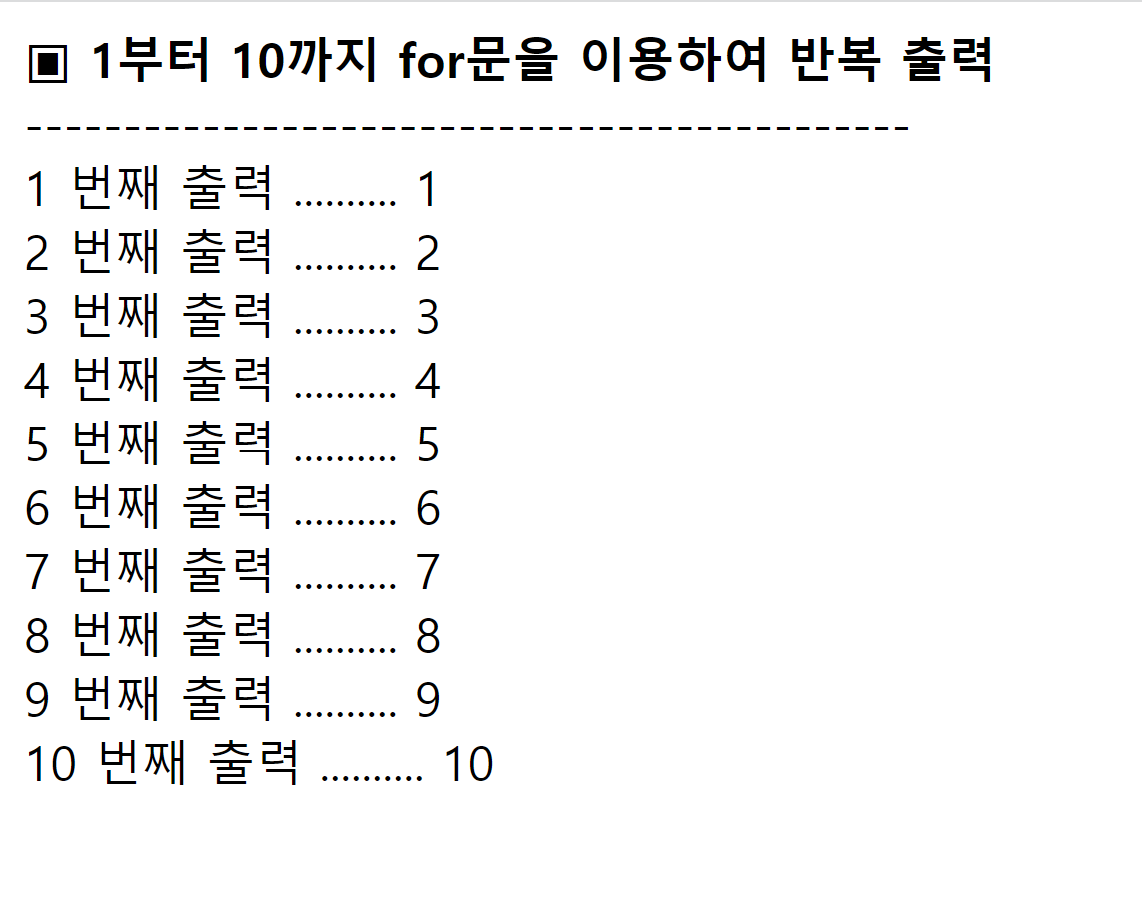 ▣ 1부터 10까지 for문을 이용하여 반복 출력
---------------------------------------------
1 번째 출력 .......... 1
2 번째 출력 .......... 2
3 번째 출력 .......... 3
4 번째 출력 .......... 4
5 번째 출력 .......... 5
6 번째 출력 .......... 6
7 번째 출력 .......... 7
8 번째 출력 .......... 8
9 번째 출력 .......... 9
10 번째 출력 .......... 10